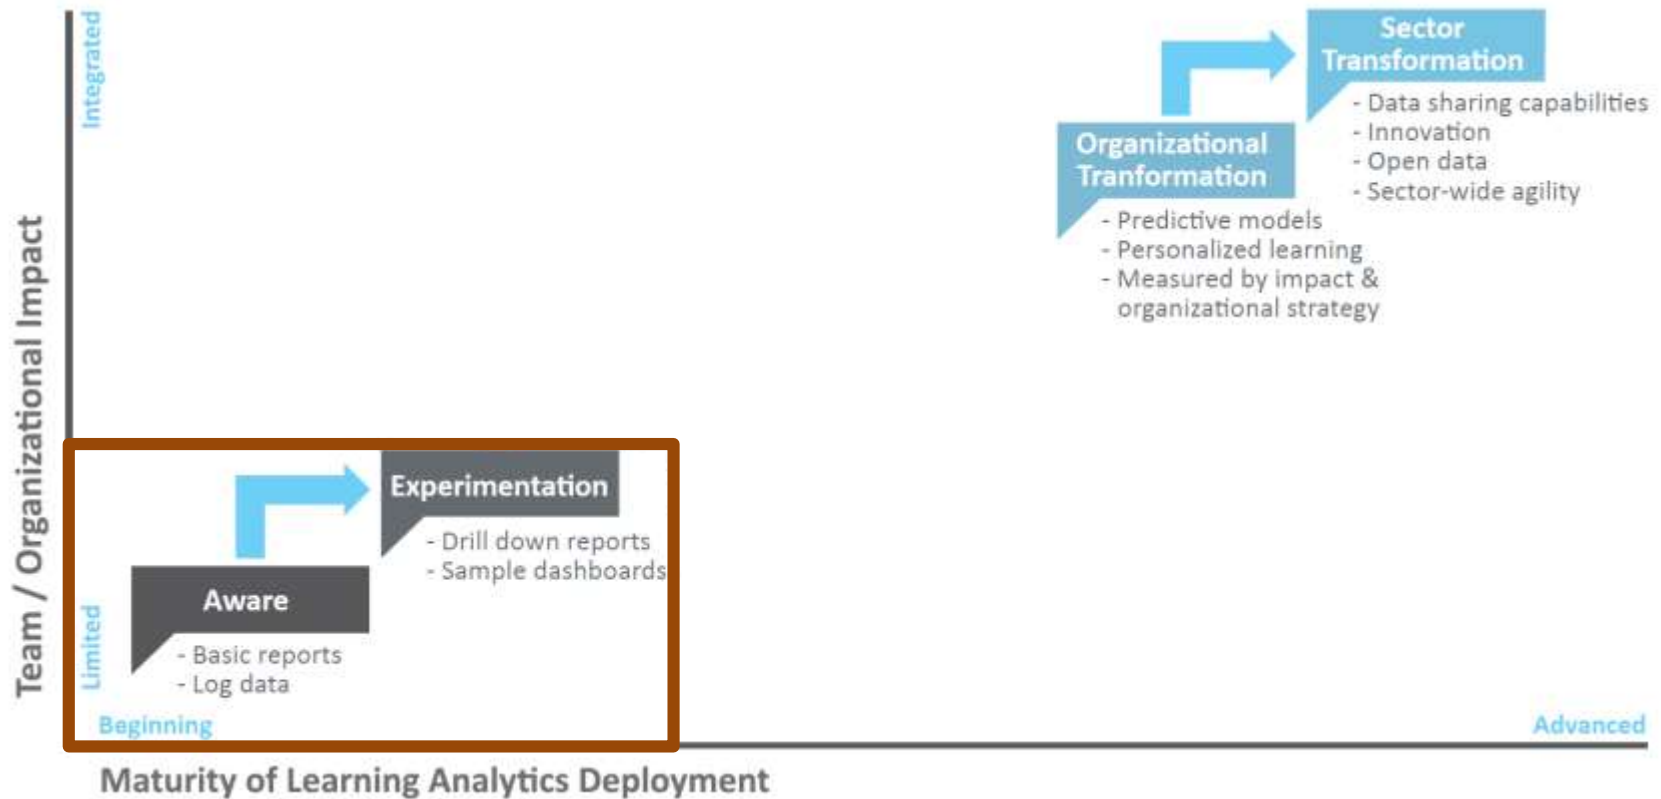 Integrated
Team / Organizational Impact
Limited
Sector
Transformation
- Data sharing capabilities
- Innovation
- Open data
- Sector-wide agility
Organizational
Tranformation
- Predictive models
- Personalized learning
- Measured by impact &
organizational strategy
Experimentation
- Drill down reports
- Sample dashboards
Aware
- Basic reports
- Log data
Beginning
Advanced
Maturity of Learning Analytics Deployment